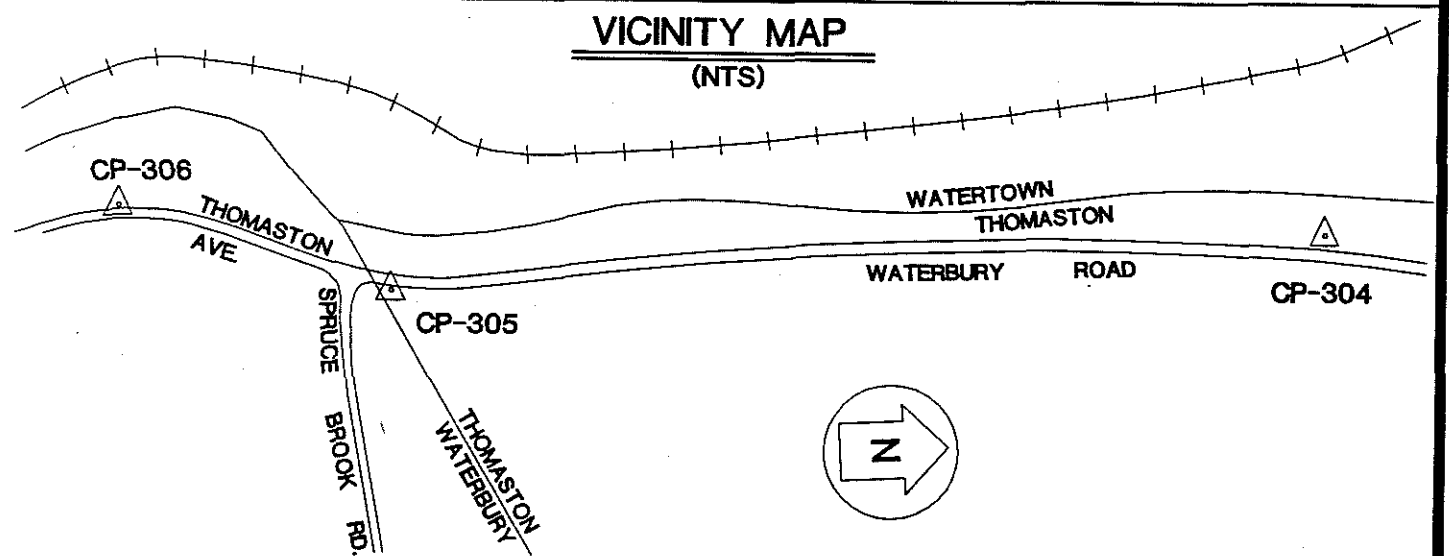 VICINITY MAP
(NTS)
CP-306
THOMASTON
AVE.
WATERTOWN
THOMASTON
WATERBURY ROAD
CP-304
CP-305
SPRUCE BROOK RD.
THOMASTON
WATERBURY
N